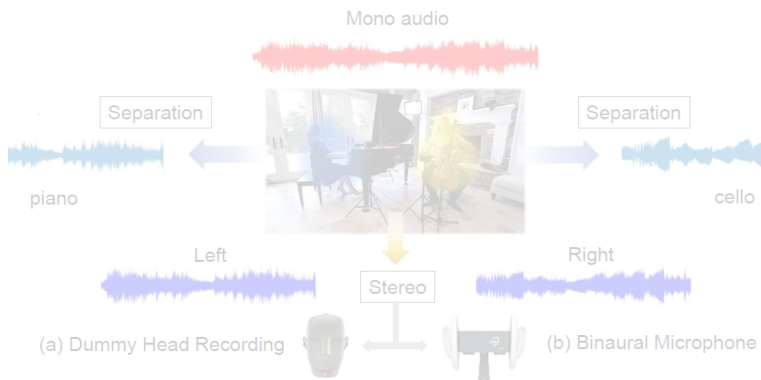 Mono audio
Separation
Separation
piano
cello
Left
Right
Stereo
(a) Dummy Head Recording
(b) Binaural Microphone